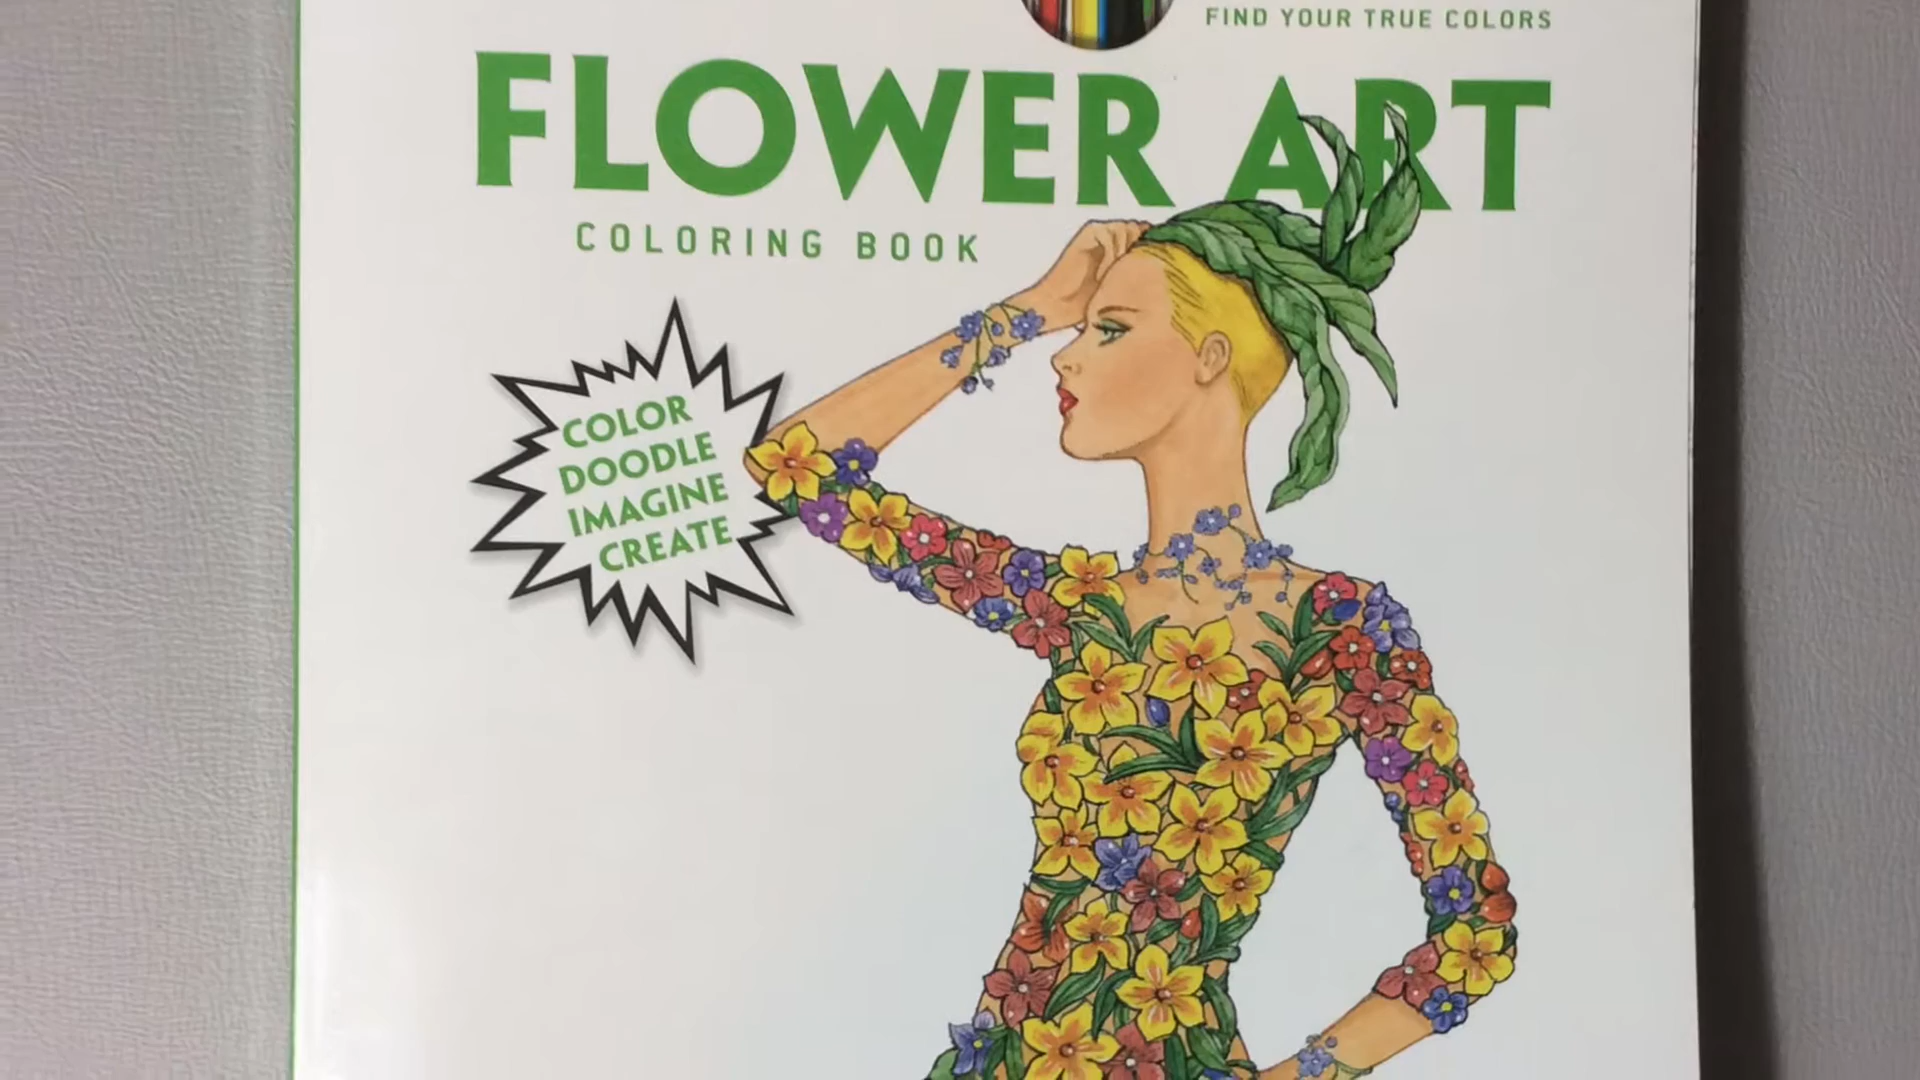 FIND YOUR TRUE COLORS
FLOWER ART
COLORING BOOK
COLOR
DOODLE
IMAGINE
CREATE